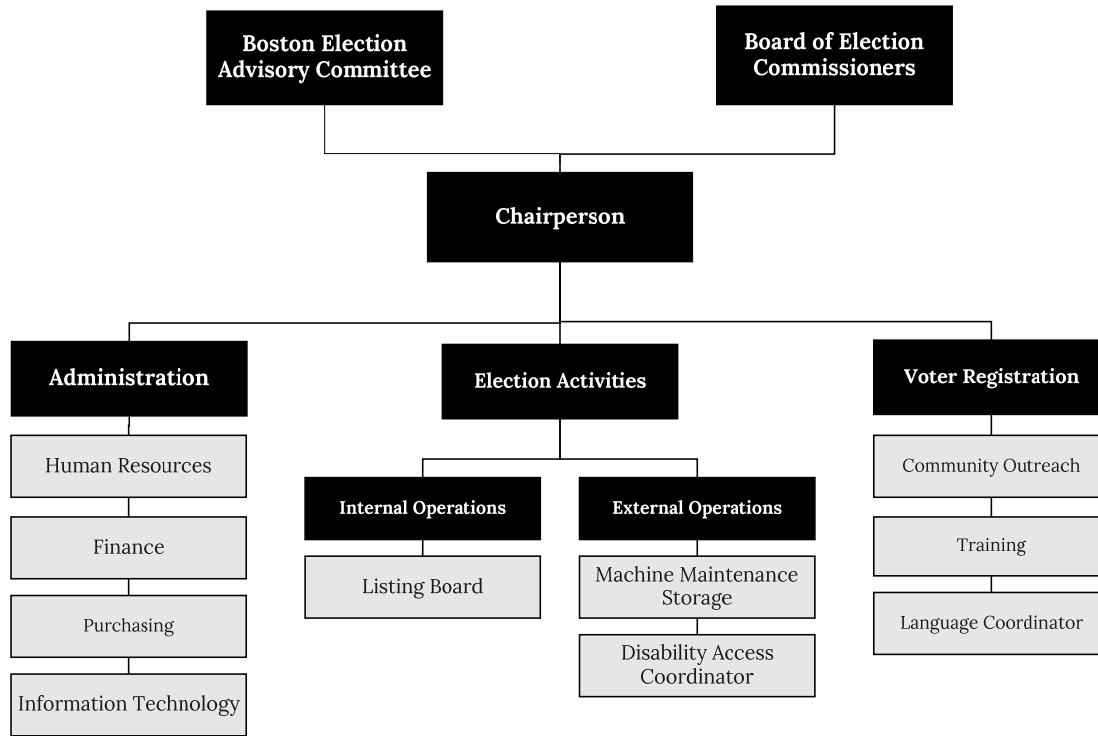 Boston Election
Advisory Committee
Board of Election
Commissioners
Chairperson
Administration
Election Activities
Voter Registration
Human Resources
Finance
Purchasing
Information Technology
Internal Operations
Listing Board
External Operations
Machine Maintenance
Storage
Disability Access
Coordinator
Community Outreach
Training
Language Coordinator